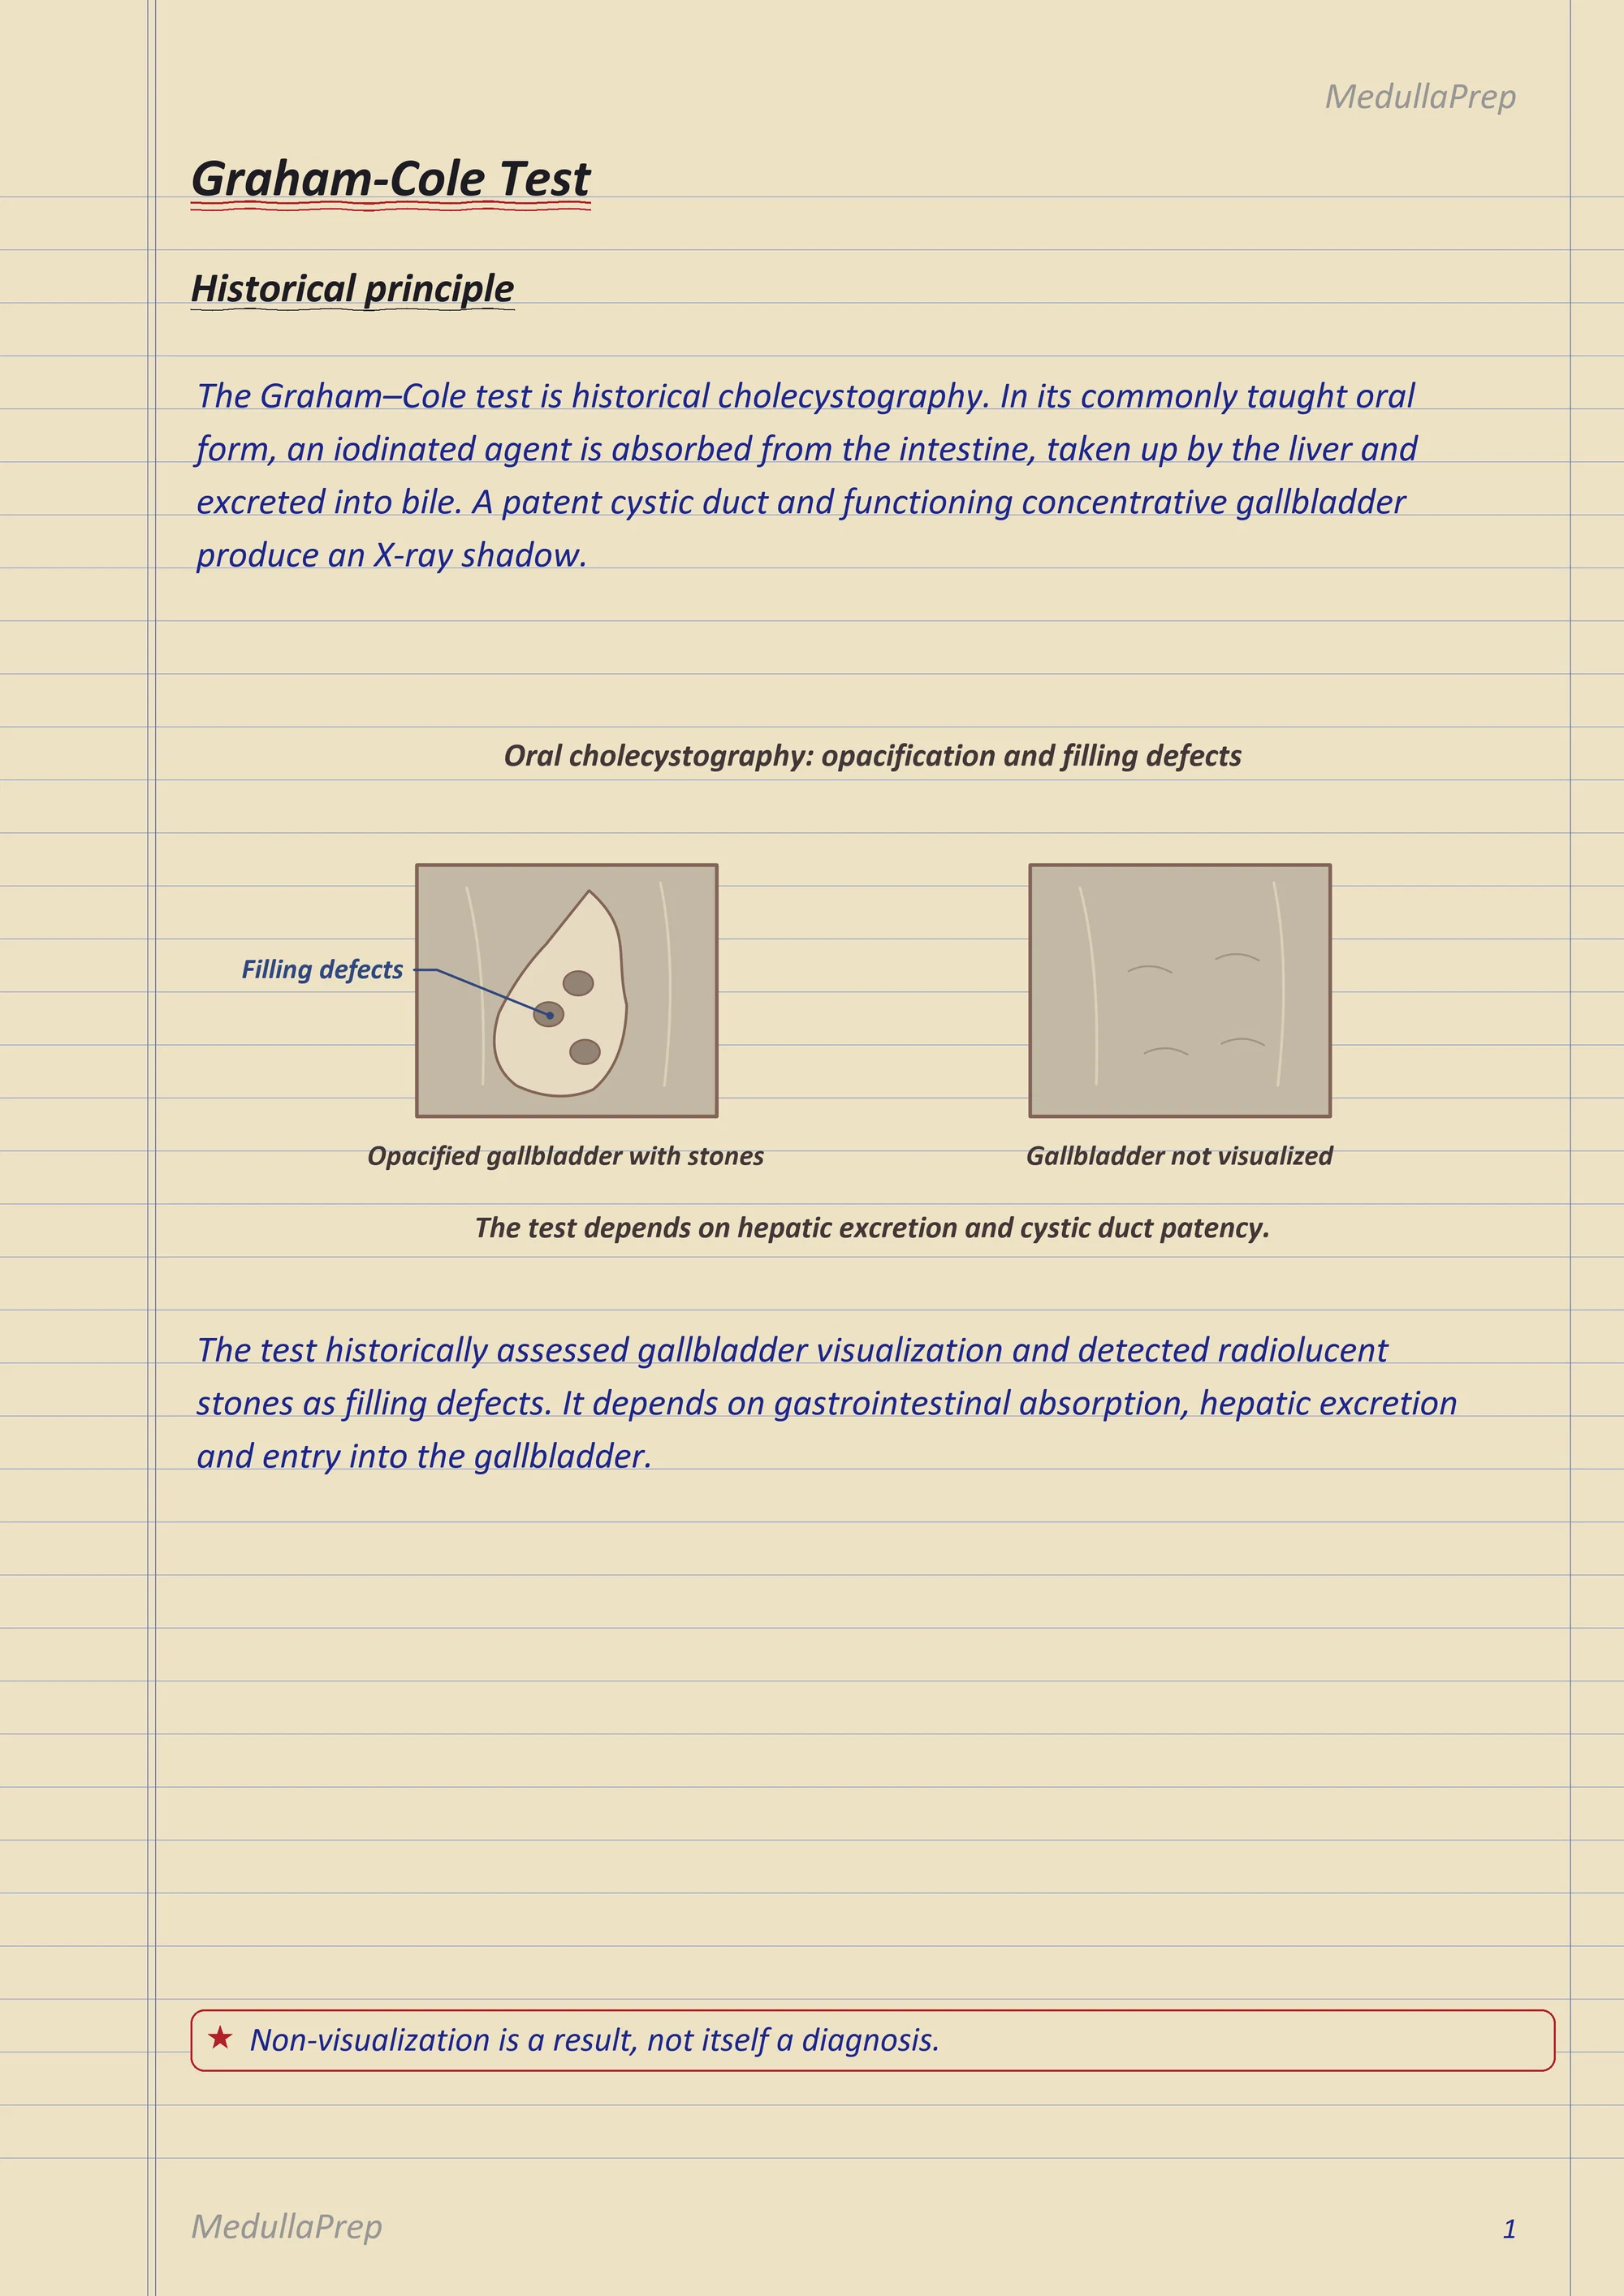 MedullaPrep
Graham-Cole Test
Historical principle
The Graham–Cole test is historical cholecystography. In its commonly taught oral
form, an iodinated agent is absorbed from the intestine, taken up by the liver and
excreted into bile. A patent cystic duct and functioning concentrative gallbladder
produce an X-ray shadow.
Oral cholecystography: opacification and filling defects
Filling defects
Opacified gallbladder with stones
Gallbladder not visualized
The test depends on hepatic excretion and cystic duct patency.
The test historically assessed gallbladder visualization and detected radiolucent
stones as filling defects. It depends on gastrointestinal absorption, hepatic excretion
and entry into the gallbladder.
★ Non-visualization is a result, not itself a diagnosis.
MedullaPrep
1